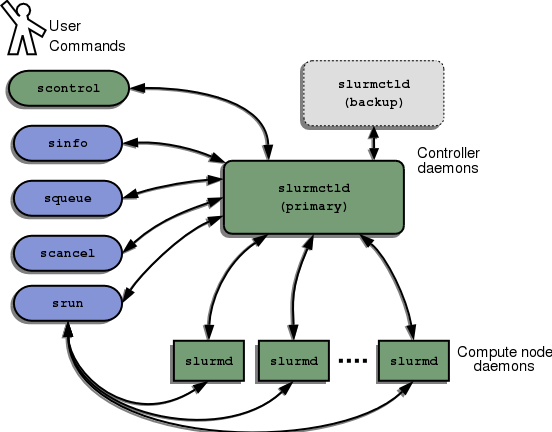 User
Commands
scontrol
slurmctld
(backup)
sinfo
Controller
daemons
squeue
slurmctld
(primary)
scancel
srun
slurmd
slurmd
slurmd
Compute node
daemons